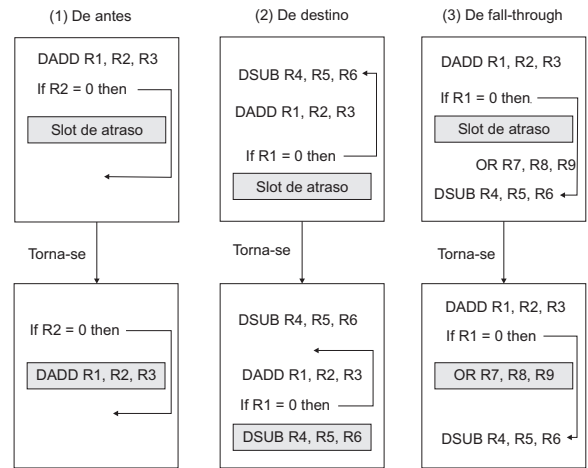 (1) De antes
DADD R1, R2, R3
If R2 = 0 then
Slot de atraso
Torna-se
If R2 = 0 then
DADD R1, R2, R3
(2) De destino
DSUB R4, R5, R6
DADD R1, R2, R3
If R1 = 0 then
Slot de atraso
Torna-se
DSUB R4, R5, R6
DADD R1, R2, R3
If R1 = 0 then
DSUB R4, R5, R6
(3) De fall-through
DADD R1, R2, R3
If R1 = 0 then
Slot de atraso
OR R7, R8, R9
DSUB R4, R5, R6
Torna-se
DADD R1, R2, R3
If R1 = 0 then
OR R7, R8, R9
DSUB R4, R5, R6